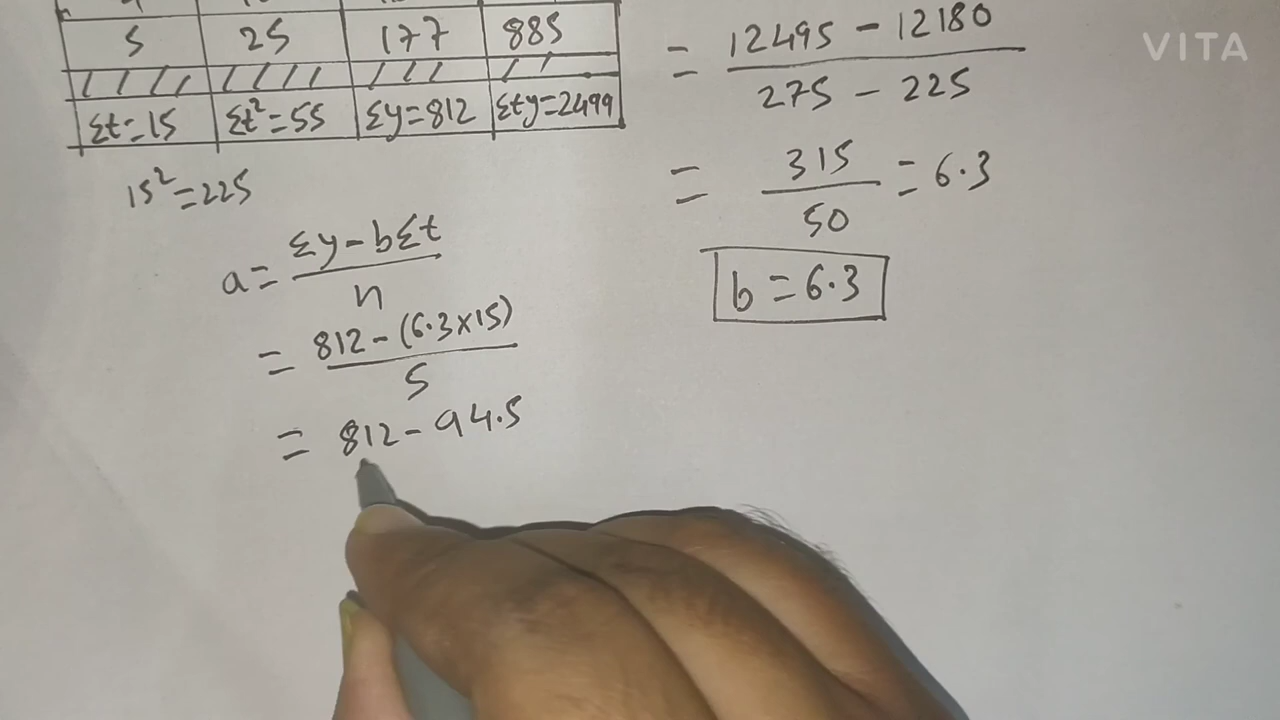 5 25 177 885
Σt=15 Σt²=55 Σy=812 Σty=2499
15²=225
a= Σy-bΣt
n
= 812-(6.3×15)
5
= 812-94.5
= 12495-12180
275-225
= 315 =6.3
50
b=6.3
VITA